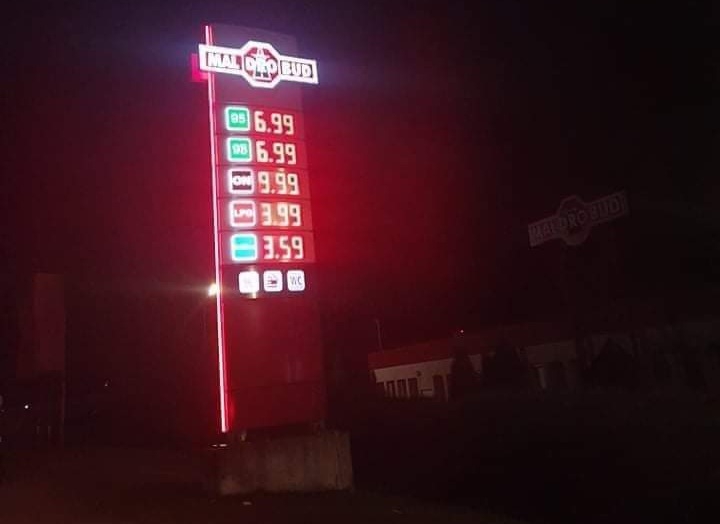 MAL DRO BUD
95 6.99
98 6.99
ON 9.99
LPG 3.99
3.59
WC
MAL DRO BUD